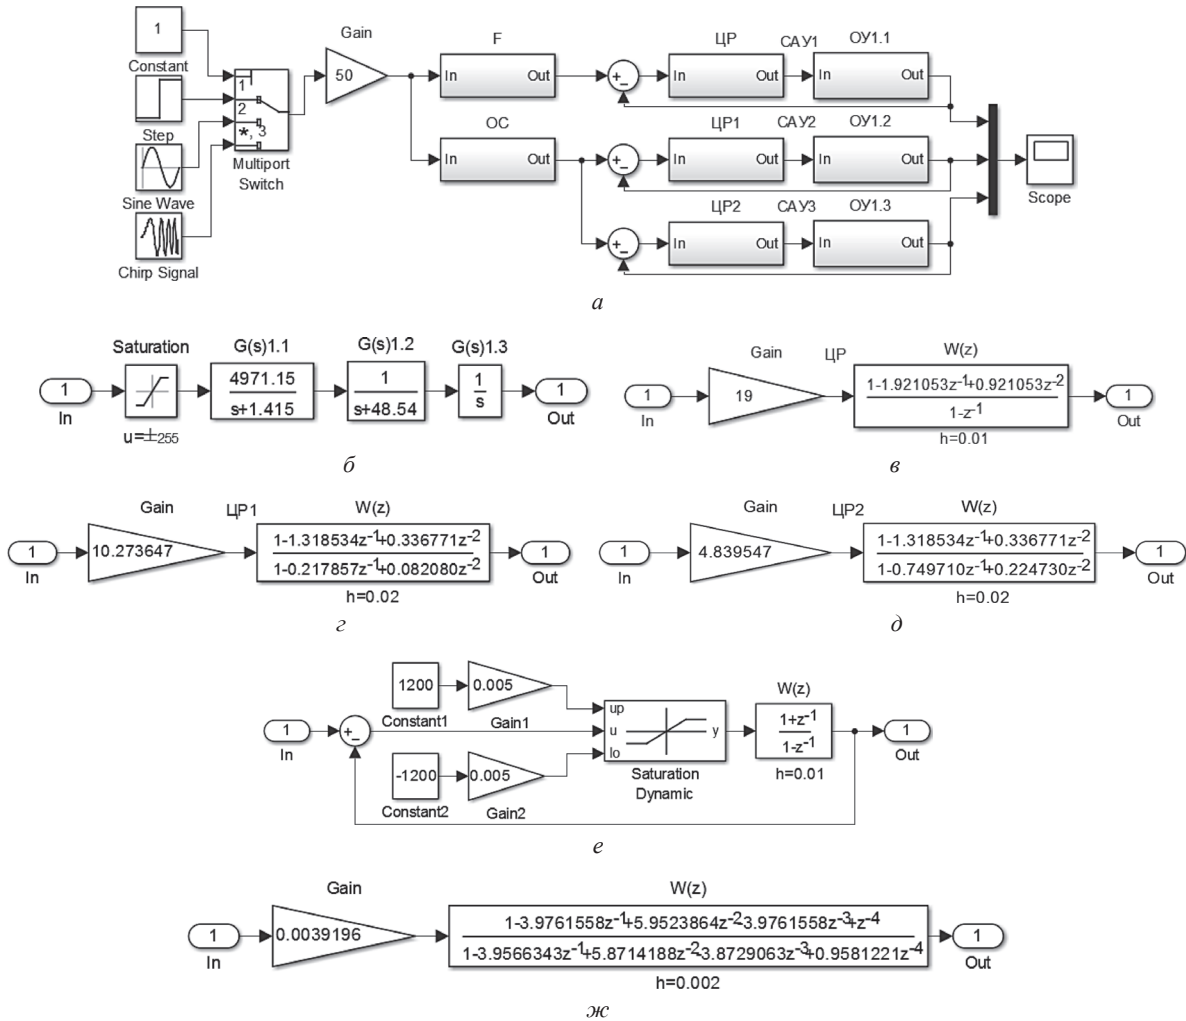 1
Constant
Step
Sine Wave
Chirp Signal
1
2
*, 3
Multiport
Switch
Gain
50
F
In Out
ОС
In Out
+
−
ЦР
In Out
САУ1
ОУ1.1
In Out
+
−
ЦР1
In Out
САУ2
ОУ1.2
In Out
+
−
ЦР2
In Out
САУ3
ОУ1.3
In Out
Scope
а
1
In
Saturation
u=±255
G(s)1.1
4971.15
s+1.415
G(s)1.2
1
s+48.54
G(s)1.3
1
s
1
Out
б
1
In
Gain
19
ЦР
W(z)
1-1.921053z-1+0.921053z-2
1-z-1
h=0.01
1
Out
в
1
In
Gain
10.273647
ЦР1
W(z)
1-1.318534z-1+0.336771z-2
1-0.217857z-1+0.082080z-2
h=0.02
1
Out
г
1
In
Gain
4.839547
ЦР2
W(z)
1-1.318534z-1+0.336771z-2
1-0.749710z-1+0.224730z-2
h=0.02
1
Out
д
1
In
+
−
1200
Constant1
0.005
Gain1
-1200
Constant2
0.005
Gain2
up
u
lo
y
Saturation
Dynamic
W(z)
1+z-1
1-z-1
h=0.01
1
Out
е
1
In
Gain
0.0039196
W(z)
1-3.9761558z-1+5.9523864z-2-3.9761558z-3+z-4
1-3.9566343z-1+5.8714188z-2-3.8729063z-3+0.9581221z-4
h=0.002
1
Out
ж